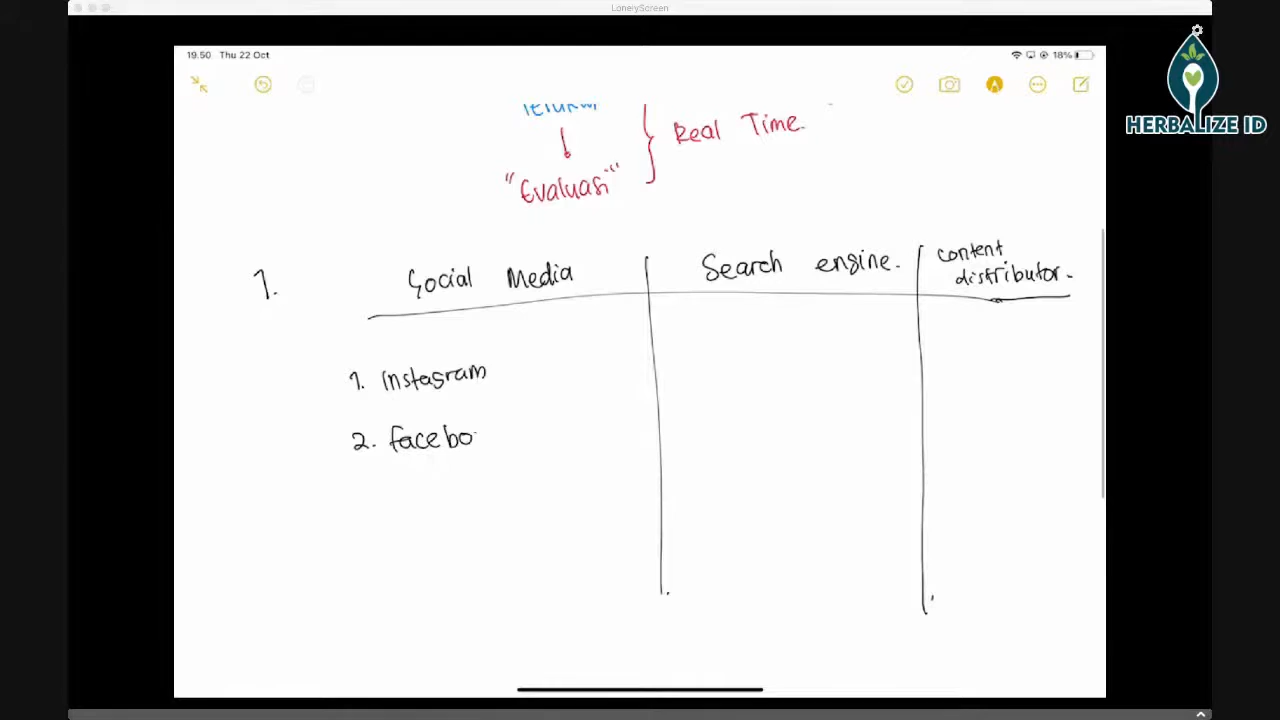 LonelyScreen
19.50 Thu 22 Oct
18%
HERBALIZE ID
Real Time.
"Evaluasi"
1.
Social Media
Search engine.
content
distributor.
1. Instagram
2. facebo